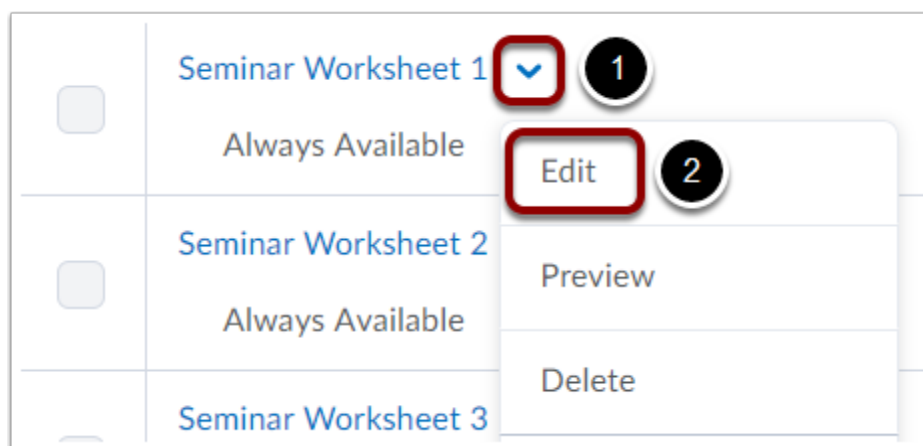 Seminar Worksheet 1
1
Always Available
Edit
2
Seminar Worksheet 2
Preview
Always Available
Delete
Seminar Worksheet 3